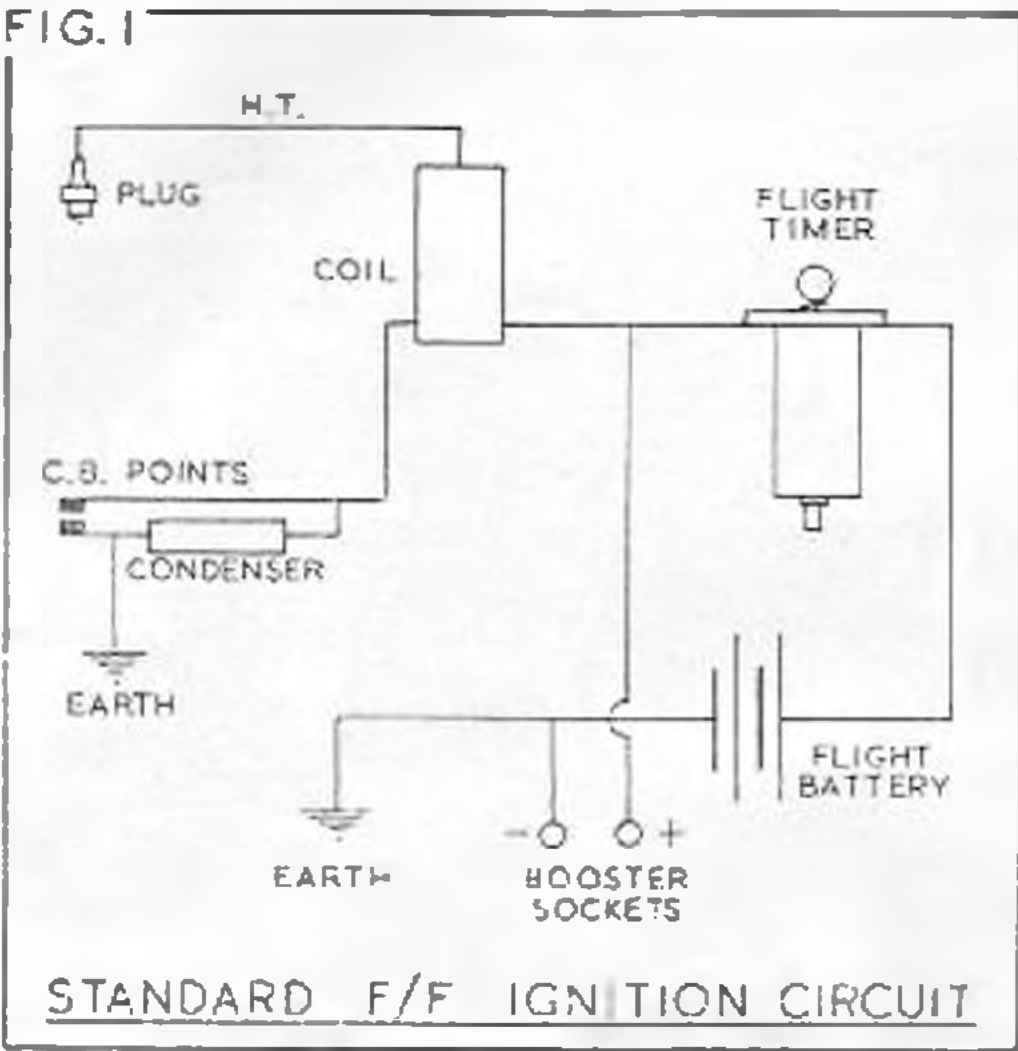 FIG. 1
H.T.
PLUG
COIL
FLIGHT
TIMER
C.B. POINTS
CONDENSER
EARTH
FLIGHT
BATTERY
- +
EARTH
BOOSTER
SOCKETS
STANDARD F/F IGNITION CIRCUIT